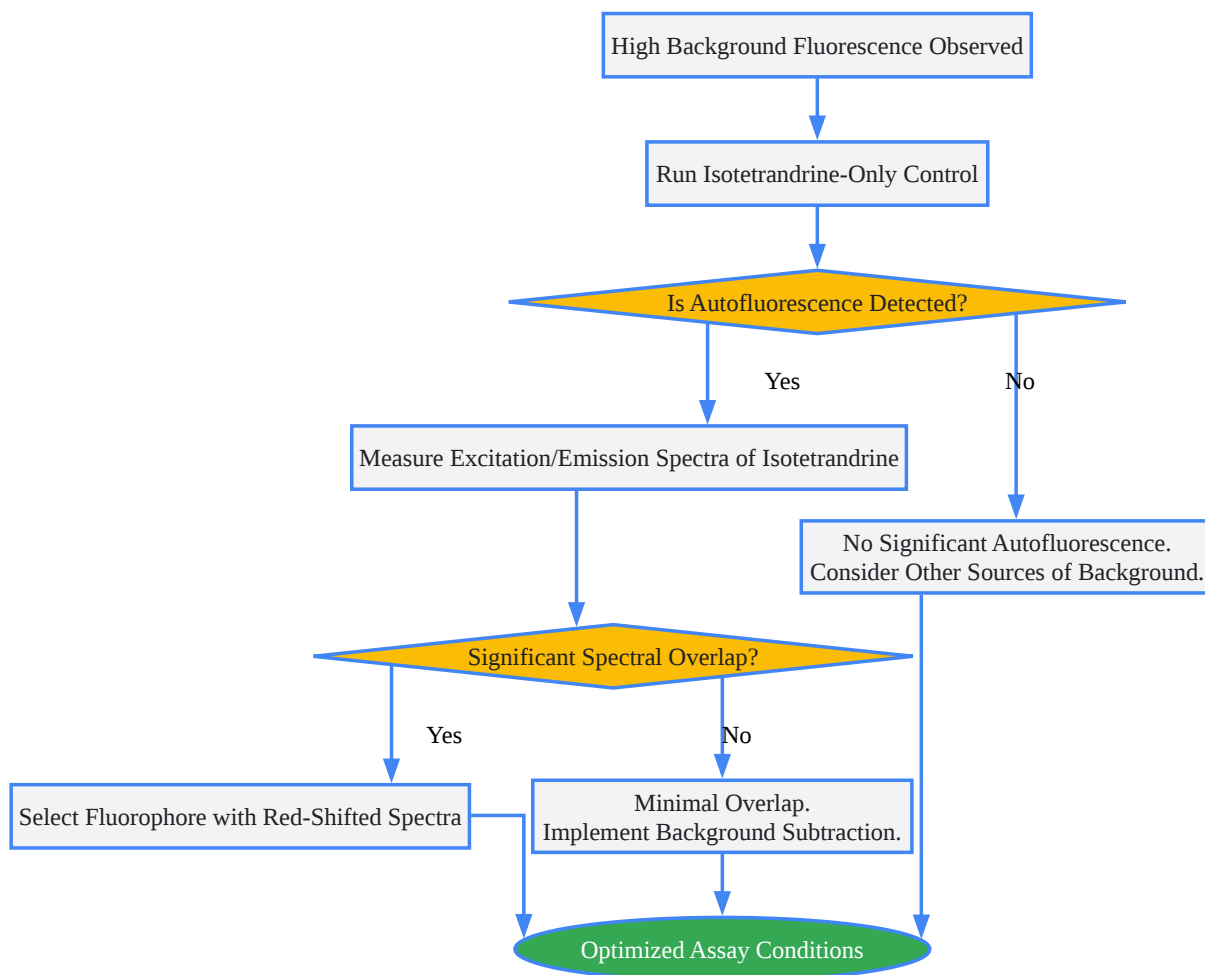 High Background Fluorescence Observed
Run Isotetrandrine-Only Control
Is Autofluorescence Detected?
Yes
No
Measure Excitation/Emission Spectra of Isotetrandrine
No Significant Autofluorescence.
Consider Other Sources of Background.
Significant Spectral Overlap?
Yes
No
Select Fluorophore with Red-Shifted Spectra
Minimal Overlap.
Implement Background Subtraction.
Optimized Assay Conditions